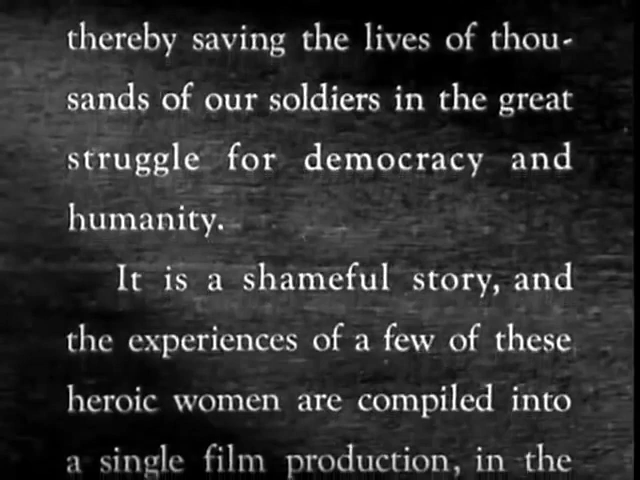 thereby saving the lives of thou-
sands of our soldiers in the great
struggle for democracy and
humanity.
It is a shameful story, and
the experiences of a few of these
heroic women are compiled into
a single film production, in the